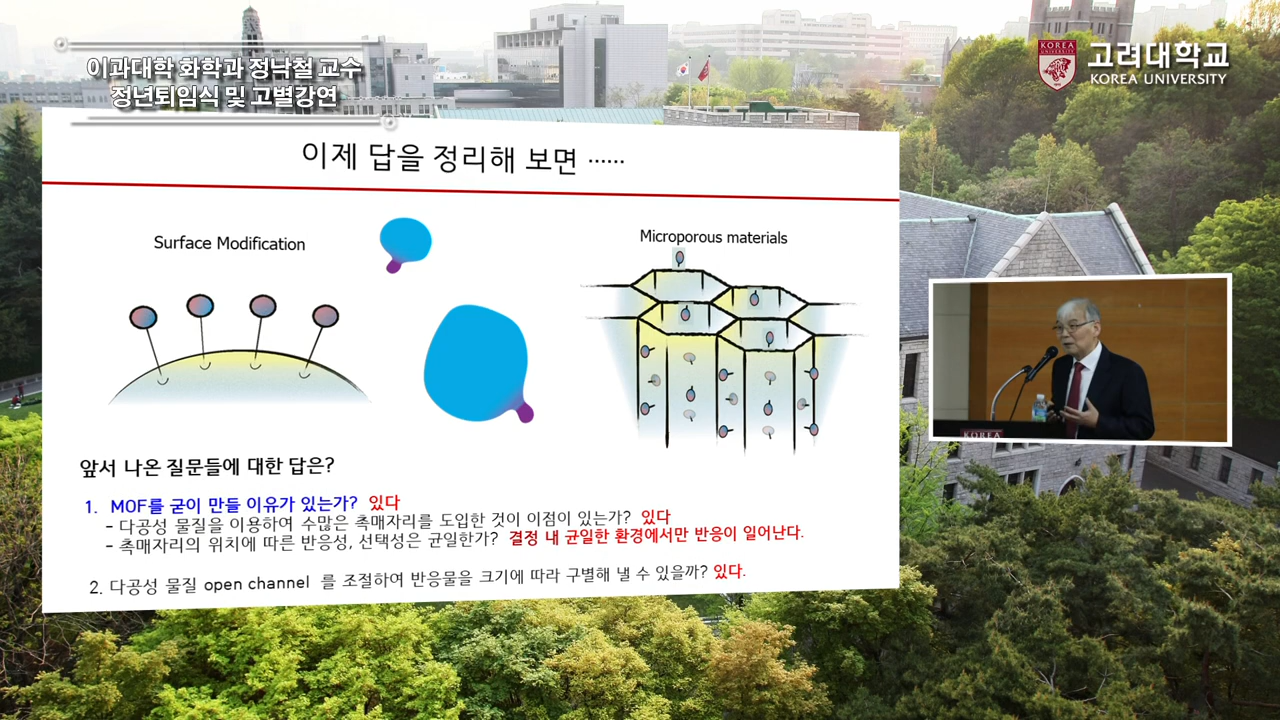 이과대학 화학과 정낙철 교수
정년퇴임식 및 고별강연
KOREA
UNIVERSITY
고려대학교
KOREA UNIVERSITY
이제 답을 정리해 보면 ······
Surface Modification
Microporous materials
앞서 나온 질문들에 대한 답은?
1. MOF를 굳이 만들 이유가 있는가? 있다
- 다공성 물질을 이용하여 수많은 촉매자리를 도입한 것이 이점이 있는가? 있다
- 촉매자리의 위치에 따른 반응성, 선택성은 균일한가? 결정 내 균일한 환경에서만 반응이 일어난다.
2. 다공성 물질 open channel 를 조절하여 반응물을 크기에 따라 구별해 낼 수 있을까? 있다.
KOREA